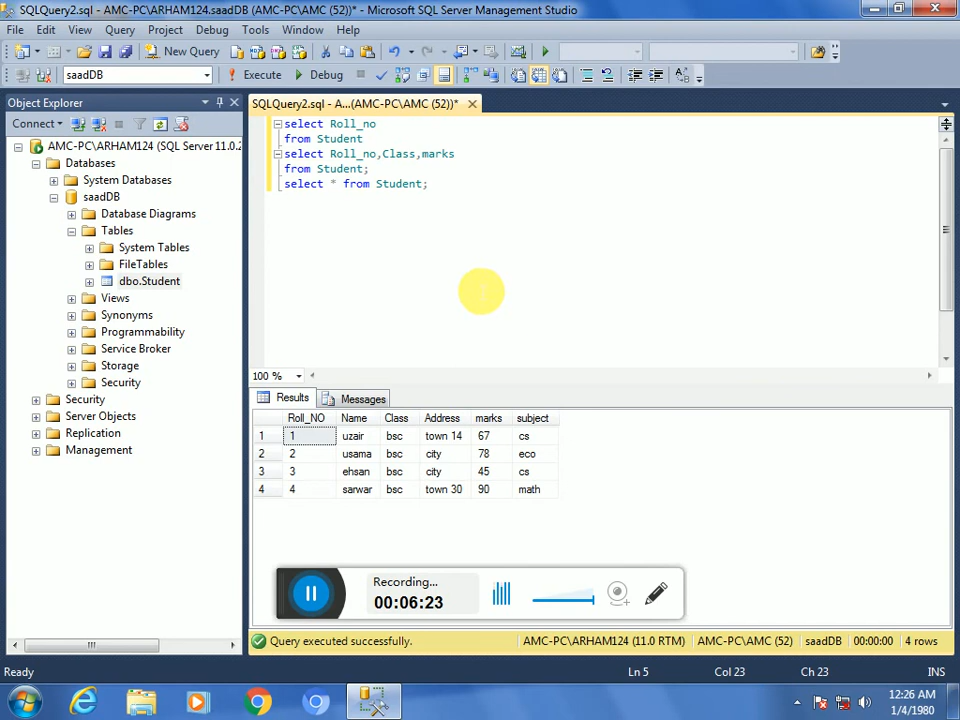 SQLQuery2.sql - AMC-PC\ARHAM124.saadDB (AMC-PC\AMC (52))* - Microsoft SQL Server Management Studio
File Edit View Query Project Debug Tools Window Help
New Query
saadDB Execute Debug
Object Explorer
Connect
AMC-PC\ARHAM124 (SQL Server 11.0.2
Databases
System Databases
saadDB
Database Diagrams
Tables
System Tables
FileTables
dbo.Student
Views
Synonyms
Programmability
Service Broker
Storage
Security
Security
Server Objects
Replication
Management
SQLQuery2.sql - A...(AMC-PC\AMC (52))*
select Roll_no
from Student
select Roll_no,Class,marks
from Student;
select * from Student;
100 %
Results Messages
Roll_NO Name Class Address marks subject
1 1 uzair bsc town 14 67 cs
2 2 usama bsc city 78 eco
3 3 ehsan bsc city 45 cs
4 4 sarwar bsc town 30 90 math
Recording...
00:06:23
Query executed successfully. AMC-PC\ARHAM124 (11.0 RTM) AMC-PC\AMC (52) saadDB 00:00:00 4 rows
Ready Ln 5 Col 23 Ch 23 INS
12:26 AM
1/4/1980